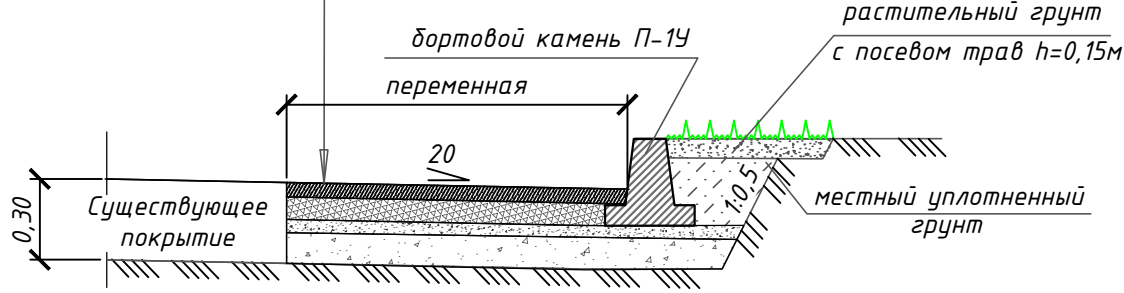 растительный грунт
с посевом трав h=0,15м
бортовой камень П-1У
переменная
20
0,30
Существующее
покрытие
1:0,5
местный уплотненный
грунт